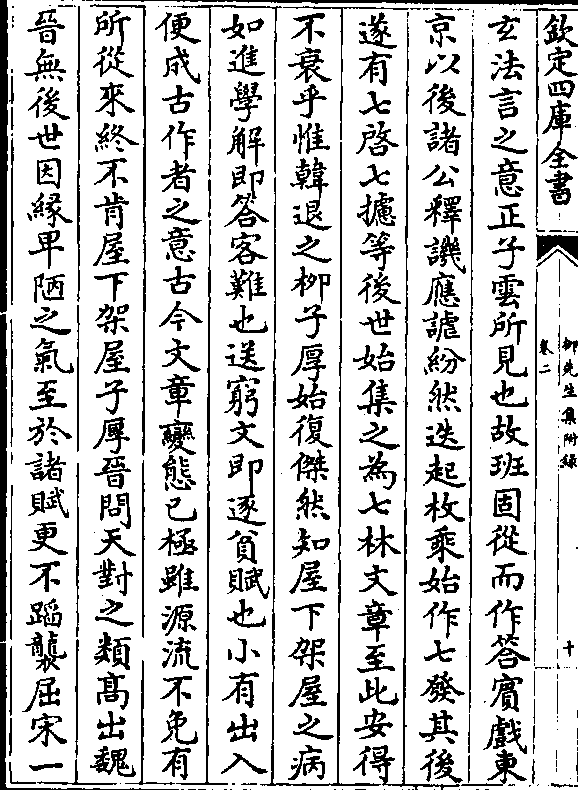 欽定四庫全書
柳先生集附錄
卷二
十
玄法言之意正子雲所見也故班固從而作答賓戲東
京以後諸公釋譏應謔紛然迭起枚乘始作七發其後
遂有七啓七攄等後世始集之為七林文章至此安得
不衰乎惟韓退之栁子厚始復傑然知屋下架屋之病
如進學解即答客難也送窮文即逐貧賦也小有出入
便成古作者之意古今文章變態已極雖源流不免有
所從來終不肯屋下架屋子厚晉問天對之類髙出魏
晉無後世因緣卑陋之氣至於諸賦更不蹈襲屈宋一